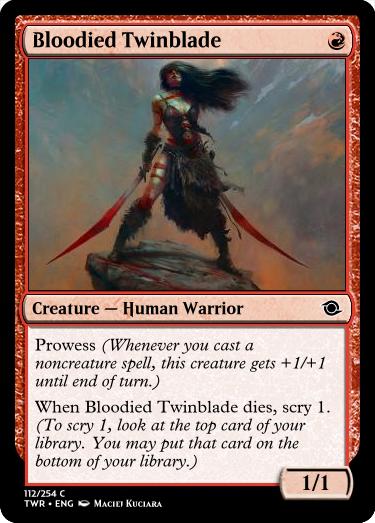 Bloodied Twinblade
Creature — Human Warrior
Prowess (Whenever you cast a
noncreature spell, this creature gets +1/+1
until end of turn.)
When Bloodied Twinblade dies, scry 1.
(To scry 1, look at the top card of your
library. You may put that card on the
bottom of your library.)
1/1
112/254 C
TWR • ENG Maciej Kuciara